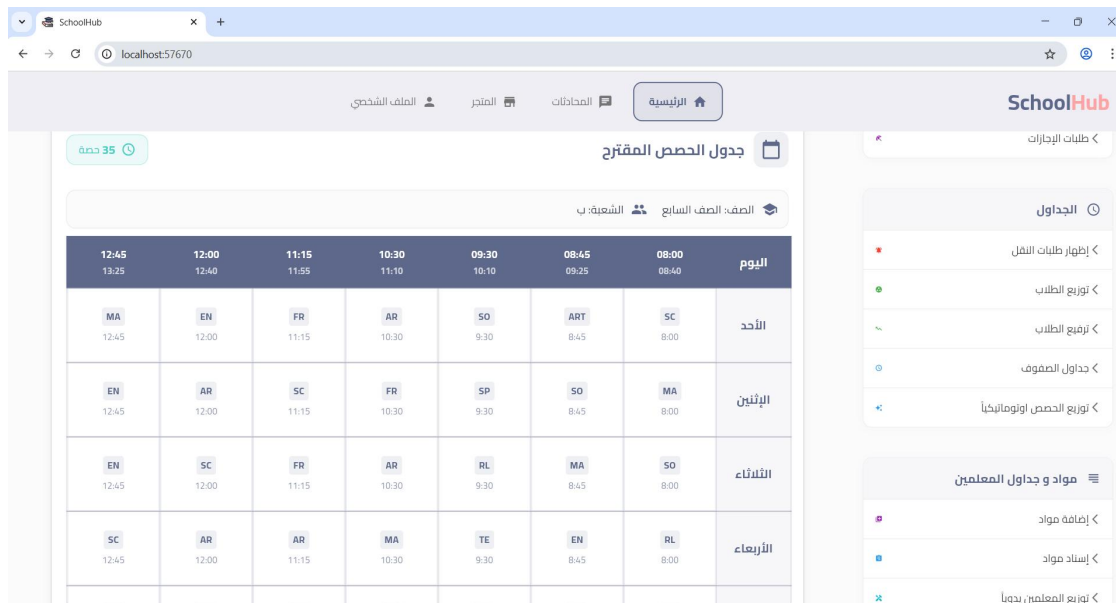 SchoolHub
localhost:57670
SchoolHub
الرئيسية
المحادثات
المتجر
الملف الشخصي
طلبات الإجازات
الجداول
إظهار طلبات النقل
توزيع الطلاب
ترفيع الطلاب
جداول الصفوف
توزيع الحصص اوتوماتيكياً
مواد و جداول المعلمين
إضافة مواد
إسناد مواد
توزيع المعلمين يدوياً
جدول الحصص المقترح
35 حصة
الصف: الصف السابع الشعبة: ب
اليوم 08:00 08:45 09:30 10:30 11:15 12:00 12:45
08:40 09:25 10:10 11:10 11:55 12:40 13:25
الأحد SC ART SO AR FR EN MA
8:00 8:45 9:30 10:30 11:15 12:00 12:45
الإثنين MA SO SP FR SC AR EN
8:00 8:45 9:30 10:30 11:15 12:00 12:45
الثلاثاء SO MA RL AR FR SC EN
8:00 8:45 9:30 10:30 11:15 12:00 12:45
الأربعاء RL EN TE MA AR AR SC
8:00 8:45 9:30 10:30 11:15 12:00 12:45